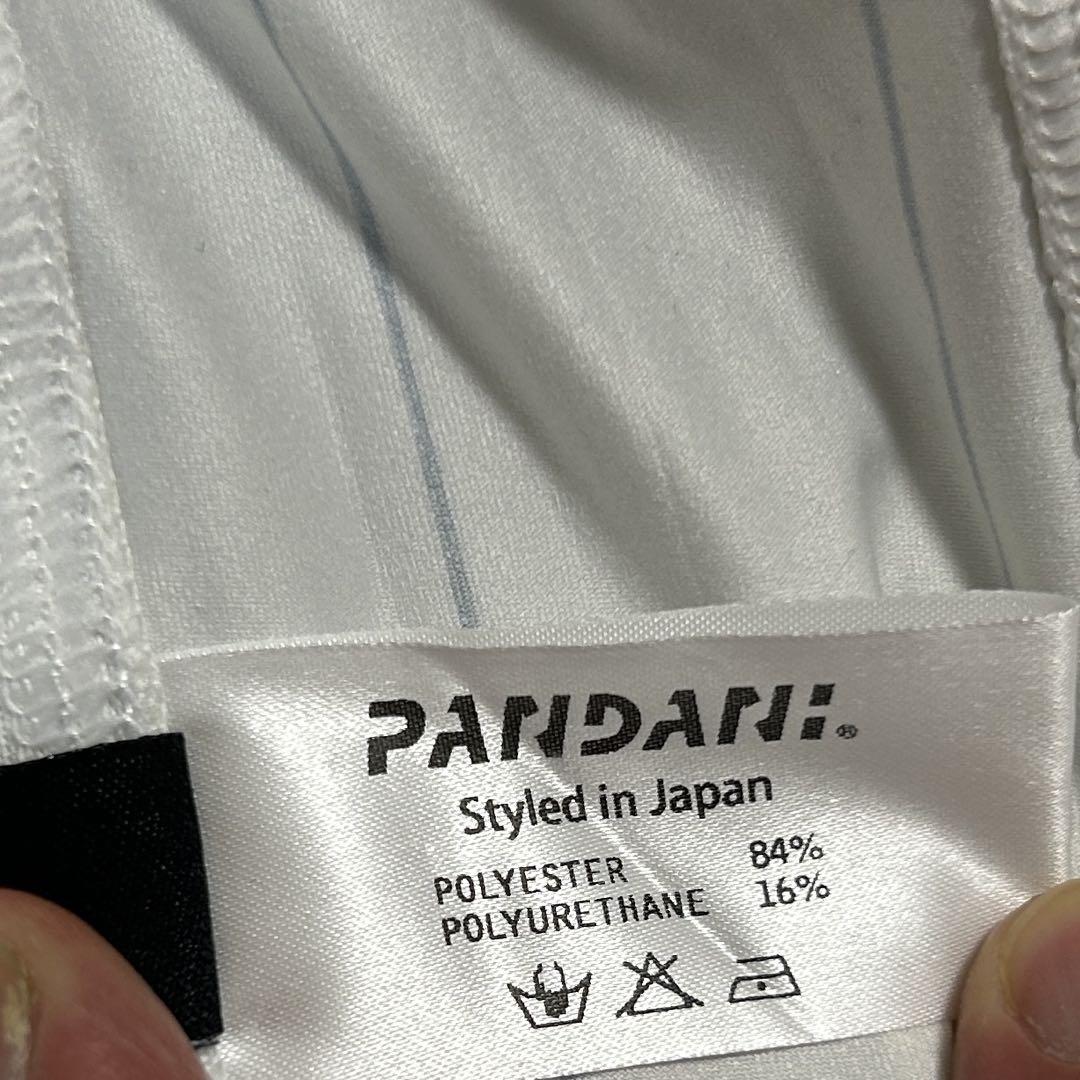 PANDANI®
Styled in Japan
POLYESTER 84%
POLYURETHANE 16%